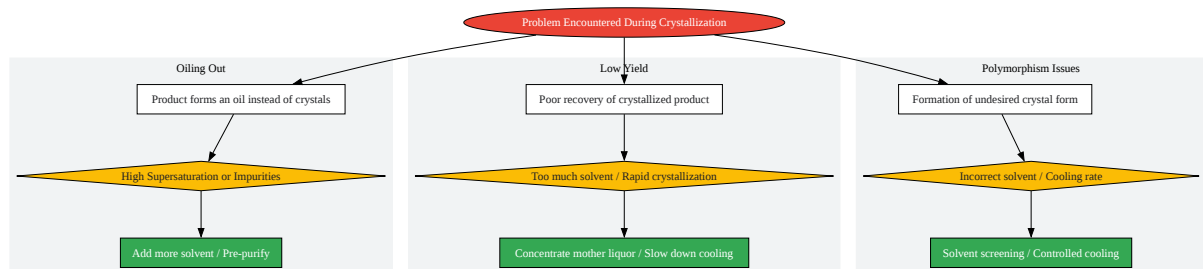 Problem Encountered During Crystallization
Oiling Out
Product forms an oil instead of crystals
High Supersaturation or Impurities
Add more solvent / Pre-purify
Low Yield
Poor recovery of crystallized product
Too much solvent / Rapid crystallization
Concentrate mother liquor / Slow down cooling
Polymorphism Issues
Formation of undesired crystal form
Incorrect solvent / Cooling rate
Solvent screening / Controlled cooling